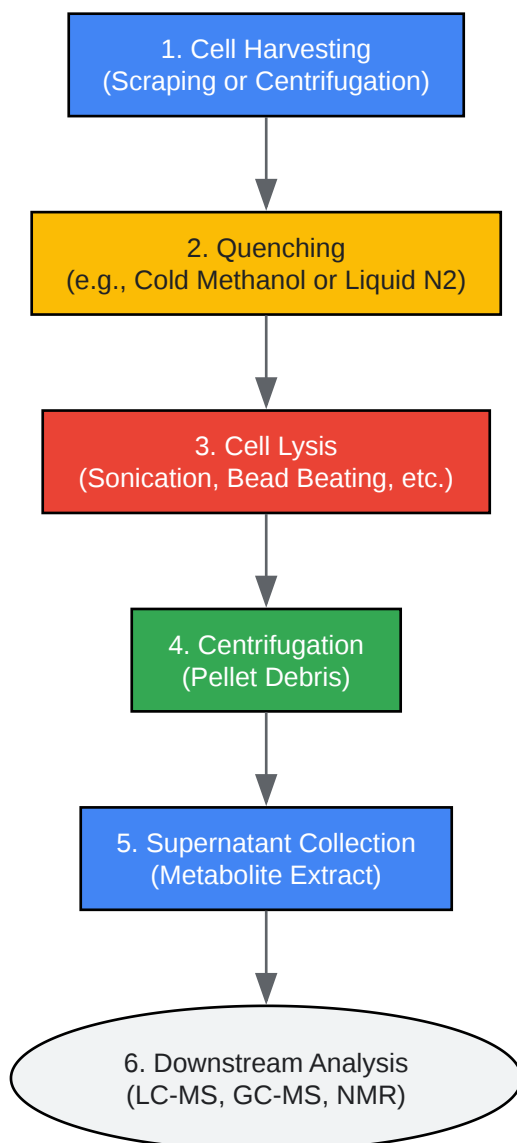 1. Cell Harvesting
(Scraping or Centrifugation)
2. Quenching
(e.g., Cold Methanol or Liquid N2)
3. Cell Lysis
(Sonication, Bead Beating, etc.)
4. Centrifugation
(Pellet Debris)
5. Supernatant Collection
(Metabolite Extract)
6. Downstream Analysis
(LC-MS, GC-MS, NMR)